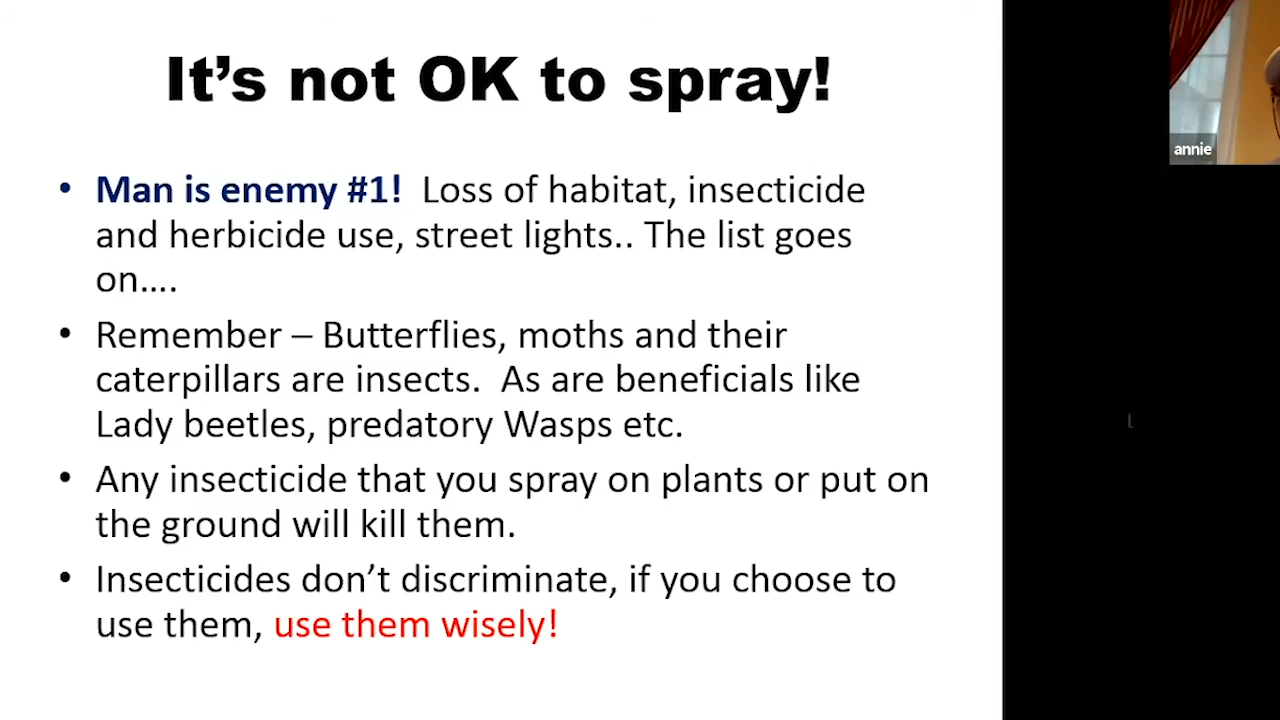 It's not OK to spray!
• Man is enemy #1!  Loss of habitat, insecticide
and herbicide use, street lights.. The list goes
on….
• Remember – Butterflies, moths and their
caterpillars are insects.  As are beneficials like
Lady beetles, predatory Wasps etc.
• Any insecticide that you spray on plants or put on
the ground will kill them.
• Insecticides don't discriminate, if you choose to
use them, use them wisely!
annie